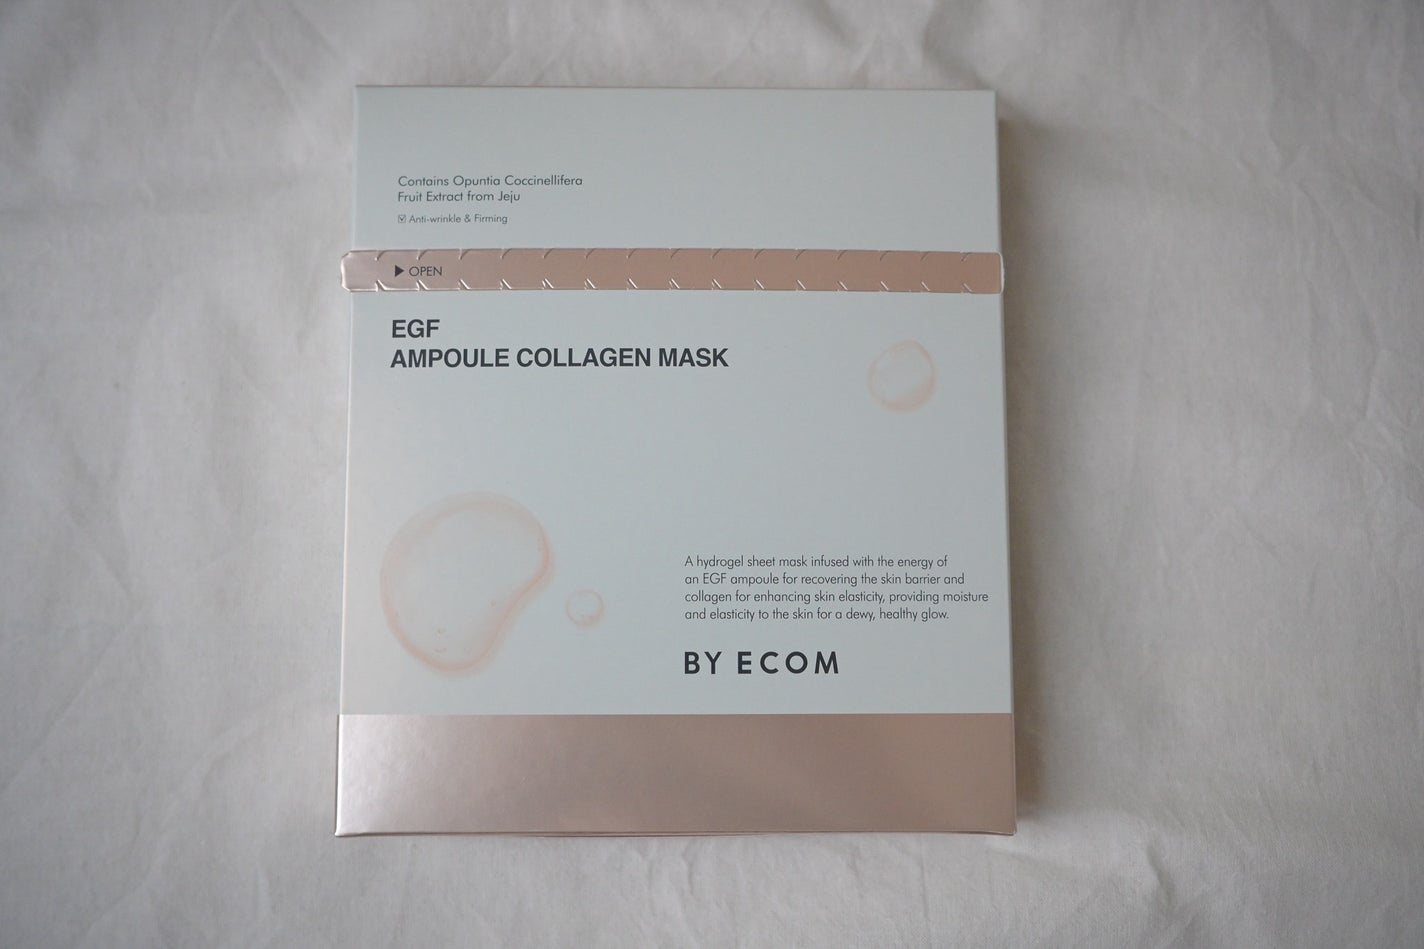 Contains Opuntia Coccinellifera
Fruit Extract from Jeju
☑ Anti-wrinkle & Firming
▶ OPEN
EGF
AMPOULE COLLAGEN MASK
A hydrogel sheet mask infused with the energy of
an EGF ampoule for recovering the skin barrier and
collagen for enhancing skin elasticity, providing moisture
and elasticity to the skin for a dewy, healthy glow.
BY ECOM